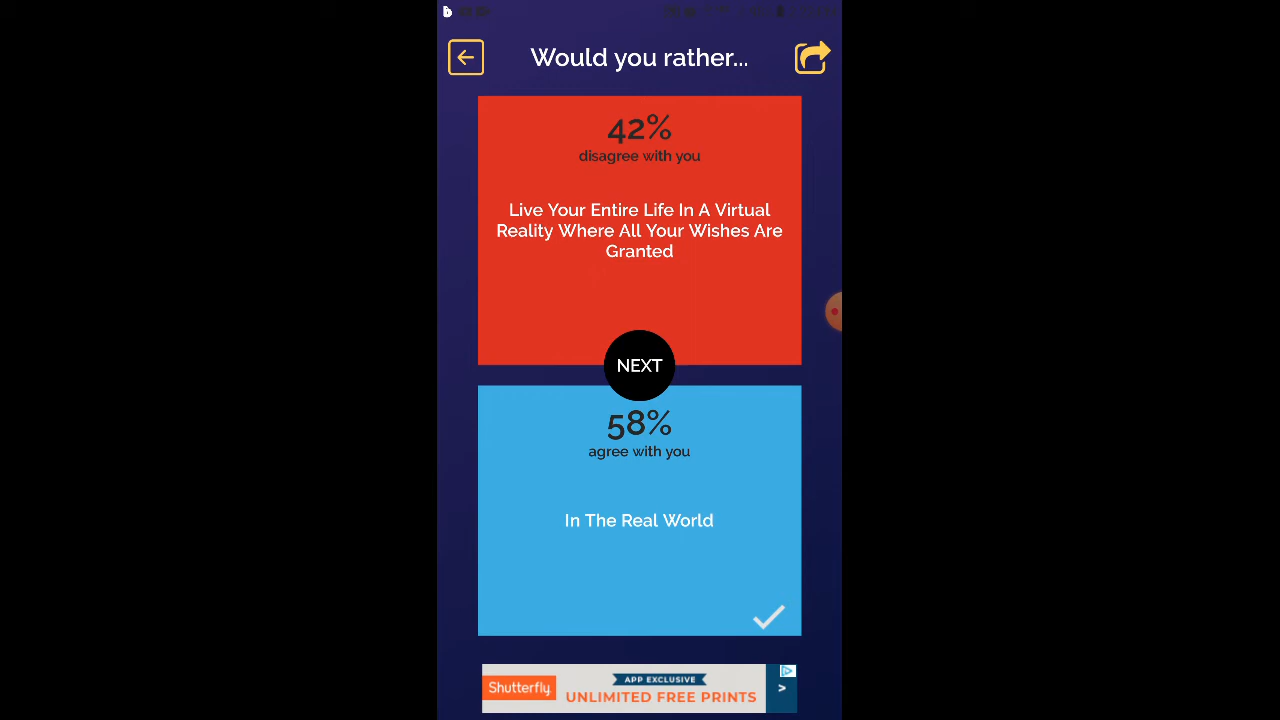 Would you rather...
42%
disagree with you
Live Your Entire Life In A Virtual
Reality Where All Your Wishes Are
Granted
NEXT
58%
agree with you
In The Real World
Shutterfly.
APP EXCLUSIVE
UNLIMITED FREE PRINTS
>